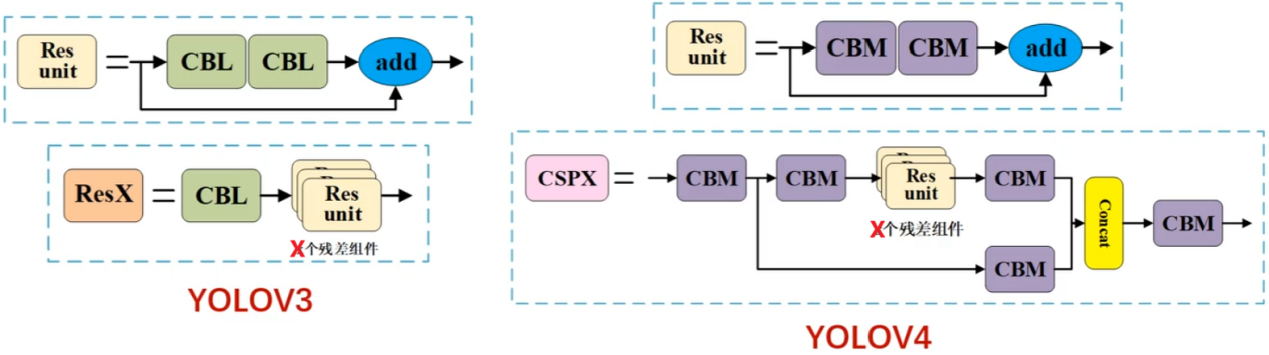 Res unit = CBL CBL add
ResX = CBL Res unit
X个残差组件
YOLOV3
Res unit = CBM CBM add
CSPX = CBM CBM Res unit CBM Concat CBM
X个残差组件
CBM
YOLOV4